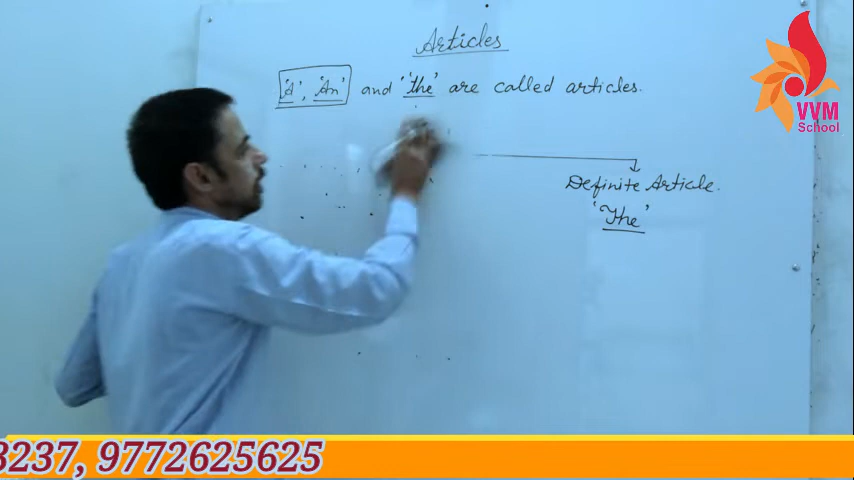 Articles
'A', 'An' and 'the' are called articles.
Definite Article.
'The'
VVM
School
3237, 9772625625